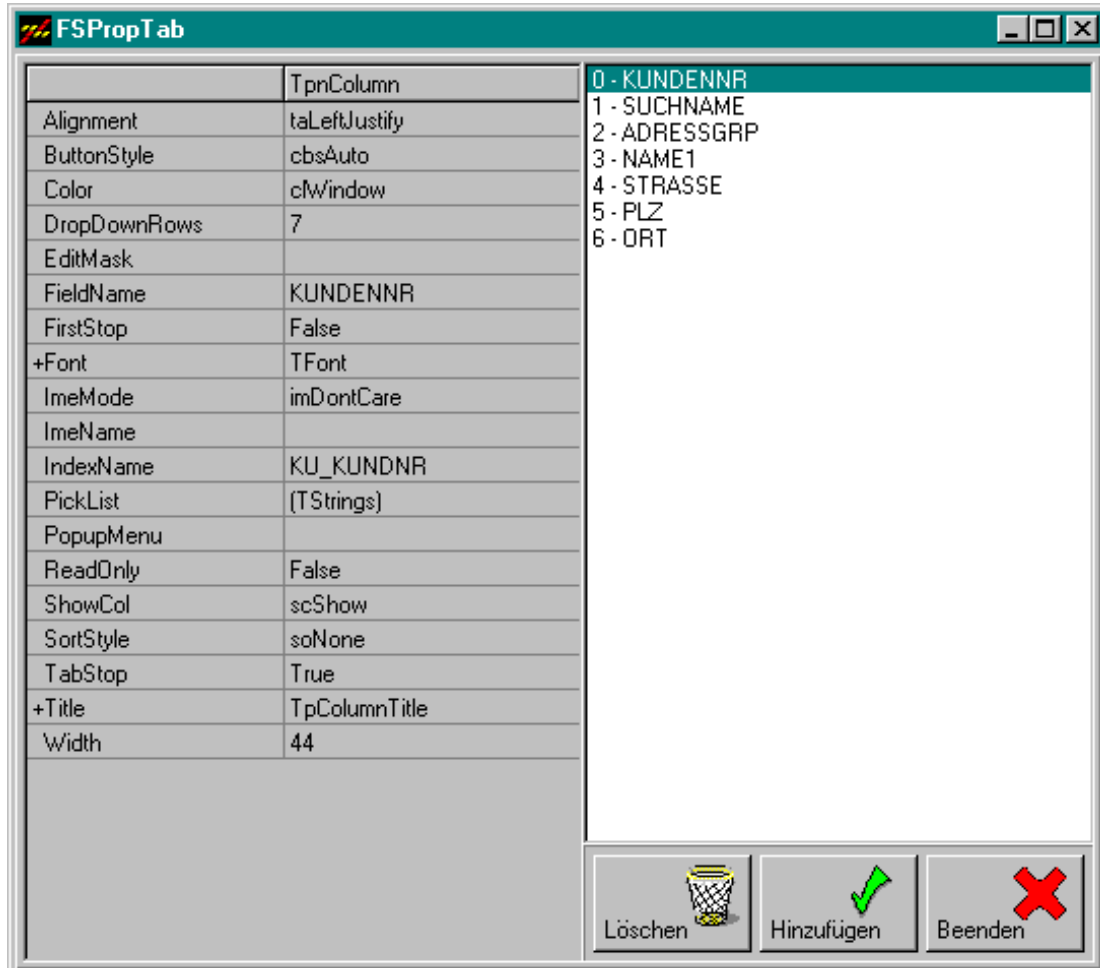 FSPropTab
TpnColumn
Alignment taLeftJustify
ButtonStyle cbsAuto
Color clWindow
DropDownRows 7
EditMask
FieldName KUNDENNR
FirstStop False
+Font TFont
ImeMode imDontCare
ImeName
IndexName KU_KUNDNR
PickList (TStrings)
PopupMenu
ReadOnly False
ShowCol scShow
SortStyle soNone
TabStop True
+Title TpColumnTitle
Width 44
0 - KUNDENNR
1 - SUCHNAME
2 - ADRESSGRP
3 - NAME1
4 - STRASSE
5 - PLZ
6 - ORT
Löschen Hinzufügen Beenden